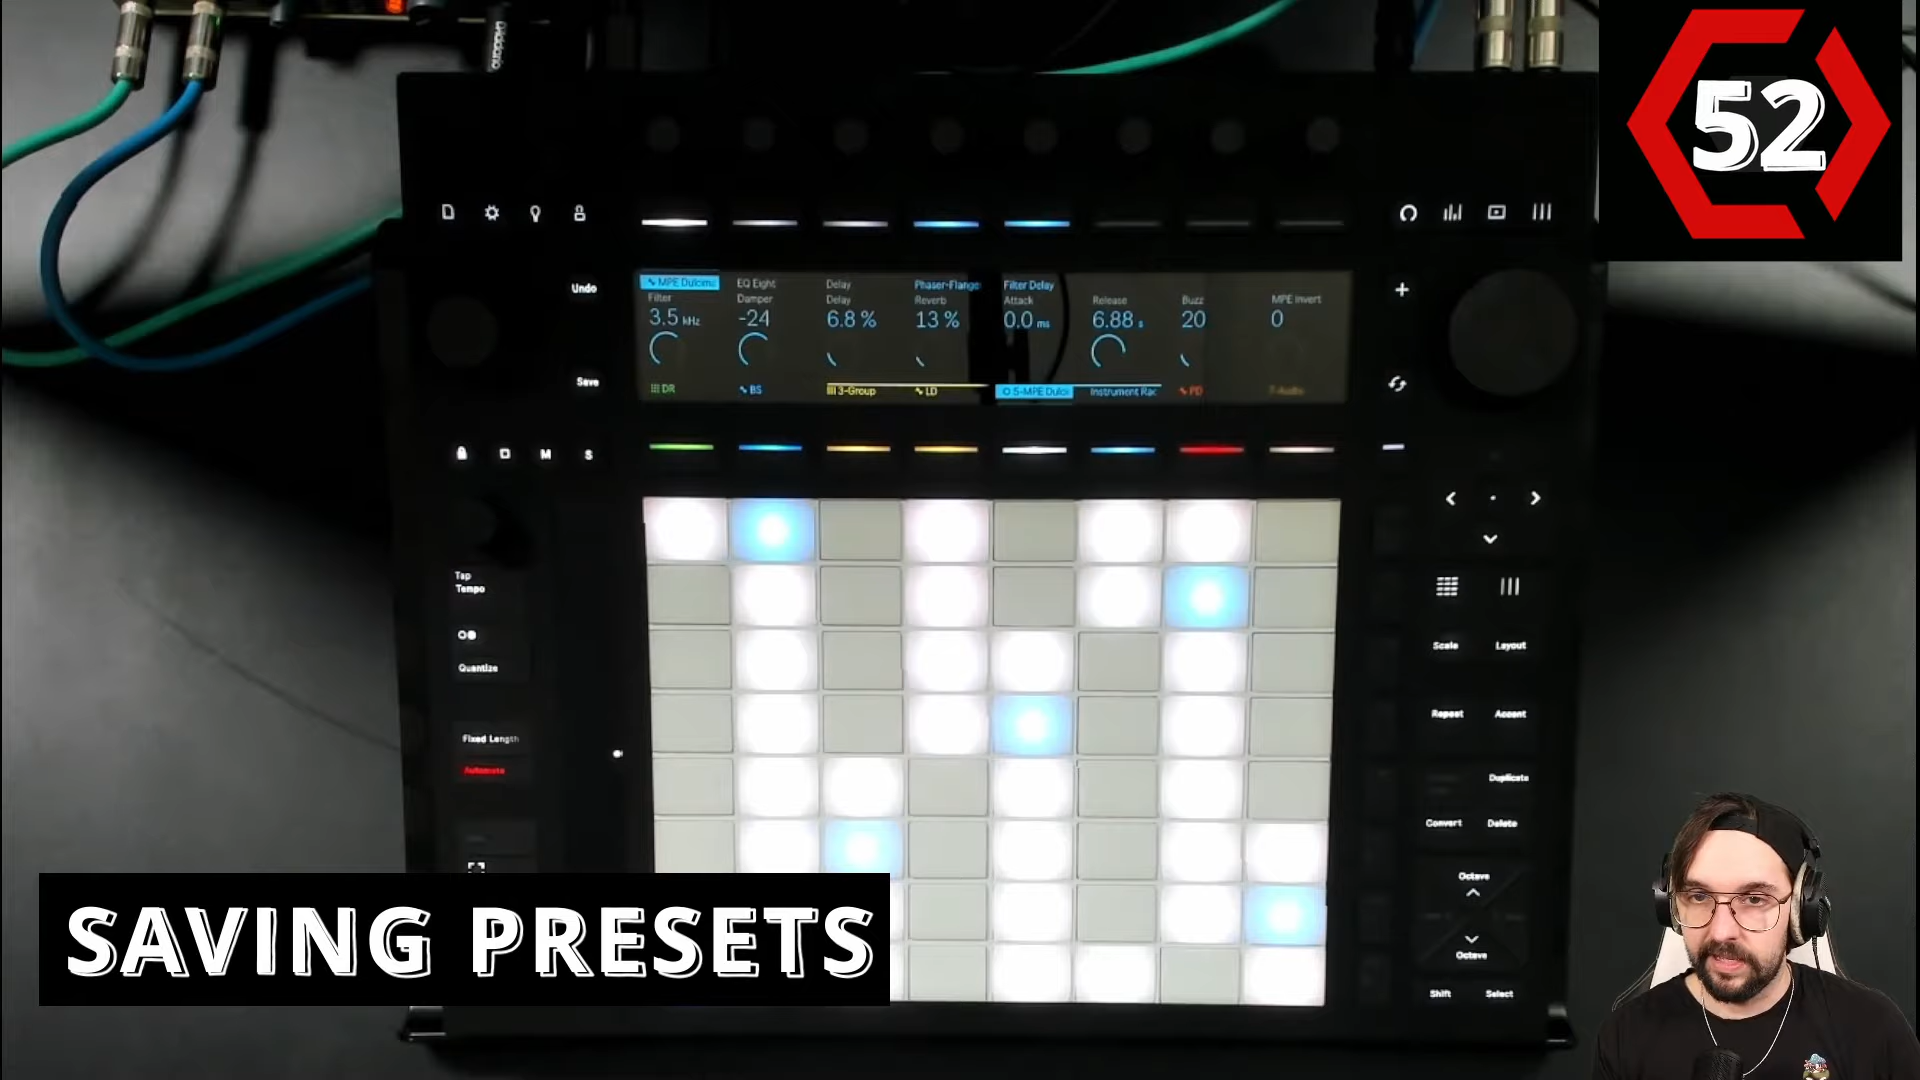 52
Undo
MPE Dulcim
EQ Eight
Delay
Phaser-Flange
Filter Delay
Filter
Damper
Delay
Reverb
Attack
Release
Buzz
MPE Invert
3.5 kHz
-24
6.8 %
13 %
0.0 ms
6.88 s
20
0
Save
DR
BS
3-Group
LD
5-MPE Dulci
Instrument Rac
PD
M
S
Tap
Tempo
Quantize
Scale
Layout
Fixed Length
Automate
Repeat
Accent
Duplicate
Convert
Delete
Octave
Octave
Shift
Select
SAVING PRESETS